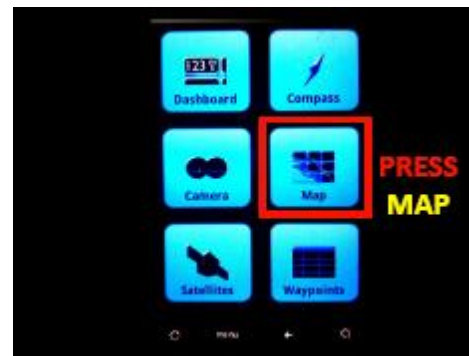 Dashboard
Compass
Camera
Map
PRESS
MAP
Satellites
Waypoints
menu